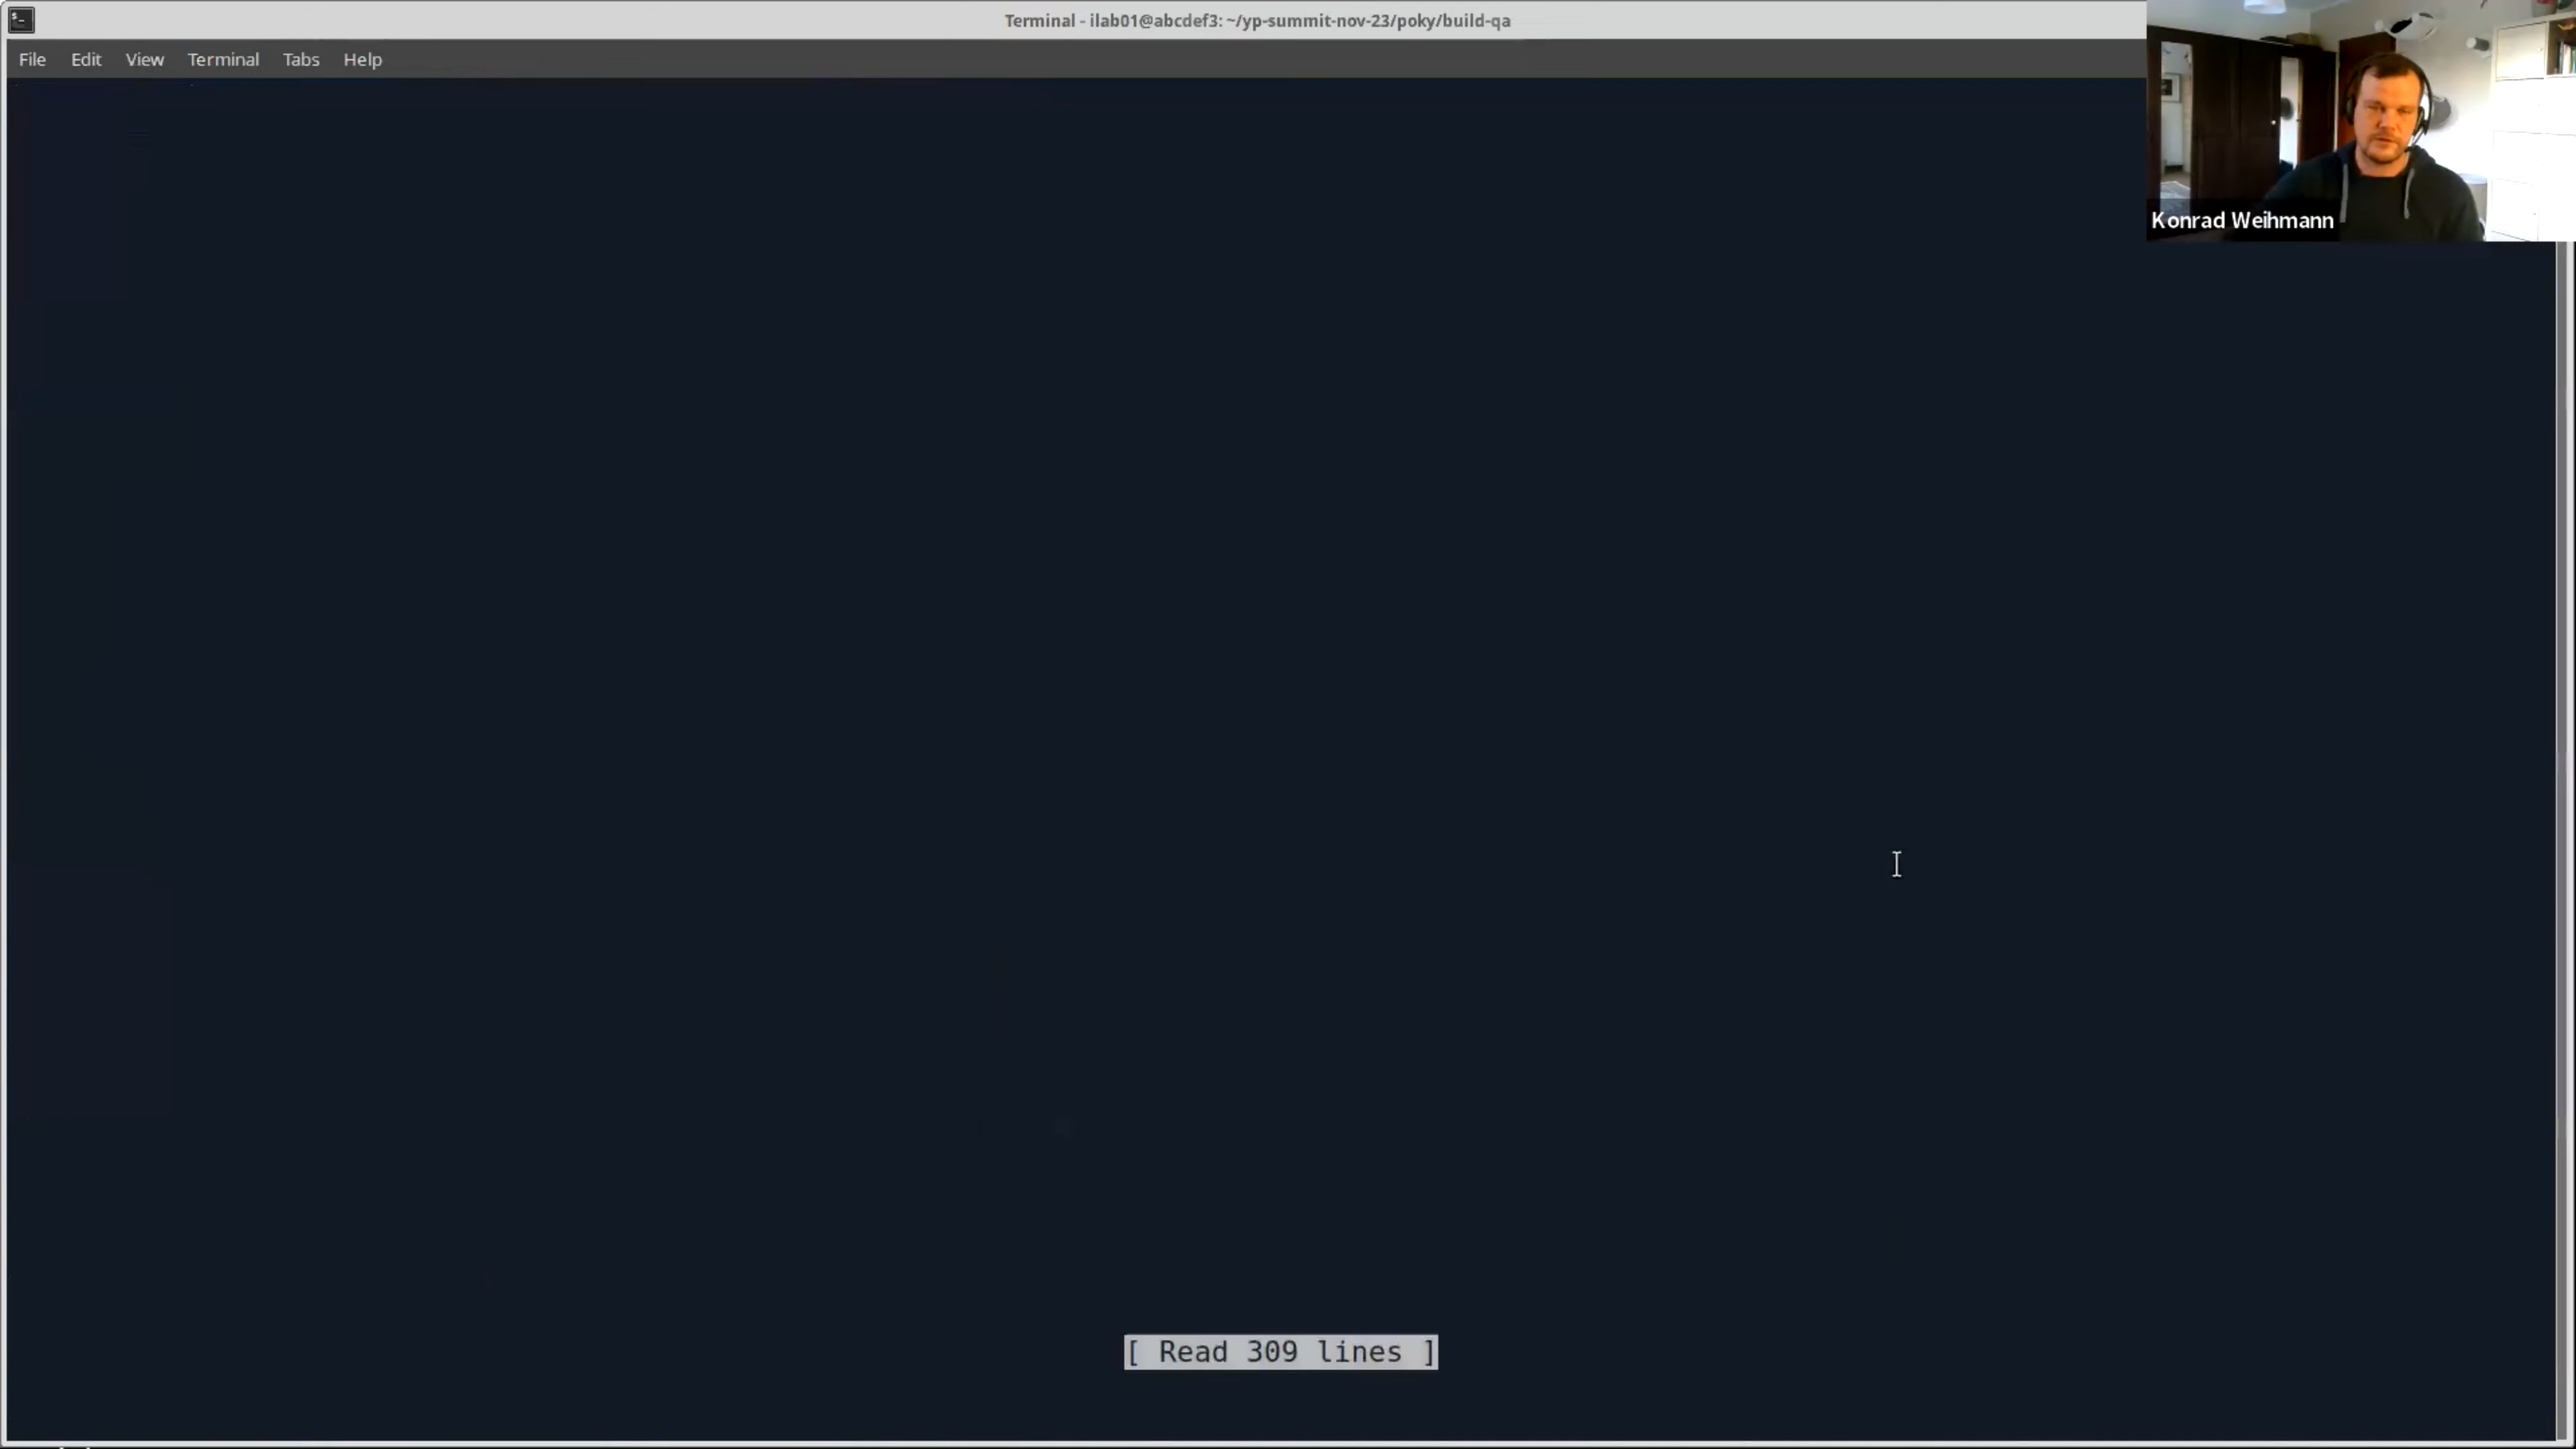 Terminal - ilab01@abcdef3: ~/yp-summit-nov-23/poky/build-qa
File Edit View Terminal Tabs Help
Konrad Weihmann
[ Read 309 lines ]